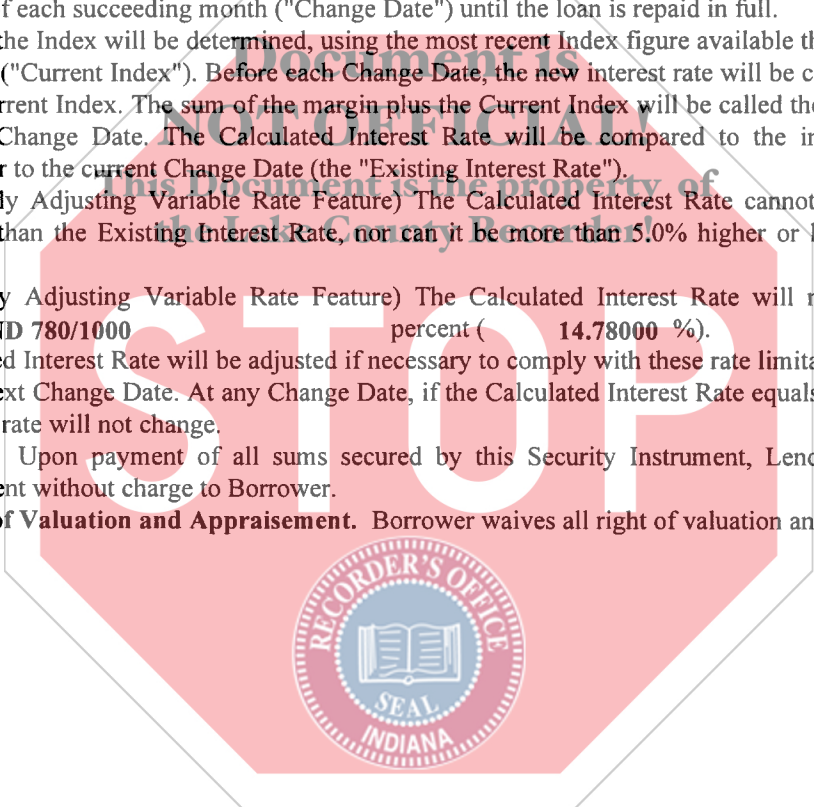 f each succeeding month ("Change Date") until the loan is repaid in full.
the Index will be determined, using the most recent Index figure available th
("Current Index"). Before each Change Date, the new interest rate will be c
rrent Index. The sum of the margin plus the Current Index will be called the
Change Date. The Calculated Interest Rate will be compared to the in
r to the current Change Date (the "Existing Interest Rate").
ly Adjusting Variable Rate Feature) The Calculated Interest Rate cannot
than the Existing Interest Rate, nor can it be more than 5.0% higher or l
y Adjusting Variable Rate Feature) The Calculated Interest Rate will n
ND 780/1000 percent ( 14.78000 %).
ed Interest Rate will be adjusted if necessary to comply with these rate limita
ext Change Date. At any Change Date, if the Calculated Interest Rate equals
rate will not change.
Upon payment of all sums secured by this Security Instrument, Lend
ent without charge to Borrower.
of Valuation and Appraisement. Borrower waives all right of valuation an
Document is
NOT OFFICIAL!
This Document is the property of
the Lake County Recorder!
STOP
RECORDER'S OFFICE
SEAL
INDIANA